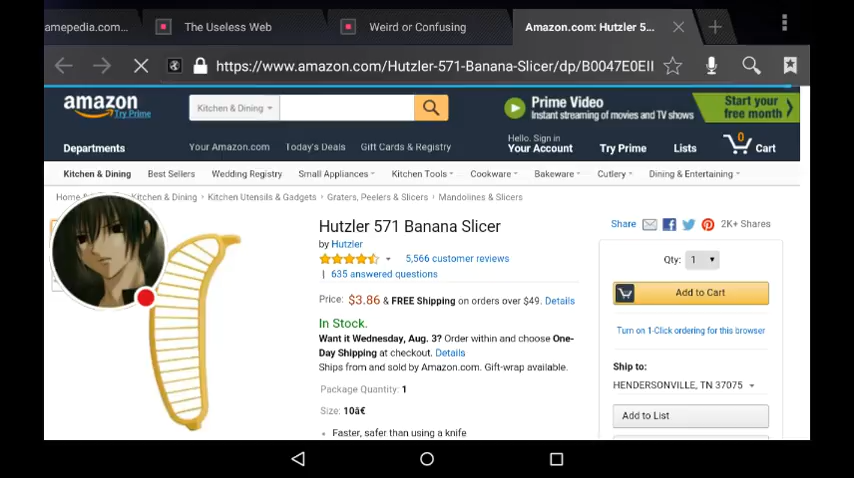 amepedia.com...
The Useless Web
Weird or Confusing
Amazon.com: Hutzler 5...
https://www.amazon.com/Hutzler-571-Banana-Slicer/dp/B0047E0EII
amazon
Try Prime
Kitchen & Dining
Prime Video
Instant streaming of movies and TV shows
Start your
free month
Departments
Your Amazon.com
Today's Deals
Gift Cards & Registry
Hello. Sign in
Your Account
Try Prime
Lists
0
Cart
Kitchen & Dining
Best Sellers
Wedding Registry
Small Appliances
Kitchen Tools
Cookware
Bakeware
Cutlery
Dining & Entertaining
Home & Kitchen › Kitchen & Dining › Kitchen Utensils & Gadgets › Graters, Peelers & Slicers › Mandolines & Slicers
Hutzler 571 Banana Slicer
by Hutzler
5,566 customer reviews
| 635 answered questions
Price: $3.86 & FREE Shipping on orders over $49. Details
In Stock.
Want it Wednesday, Aug. 3? Order within and choose One-
Day Shipping at checkout. Details
Ships from and sold by Amazon.com. Gift-wrap available.
Package Quantity: 1
Size: 10â€
• Faster, safer than using a knife
Share
2K+ Shares
Qty: 1
Add to Cart
Turn on 1-Click ordering for this browser
Ship to:
HENDERSONVILLE, TN 37075
Add to List